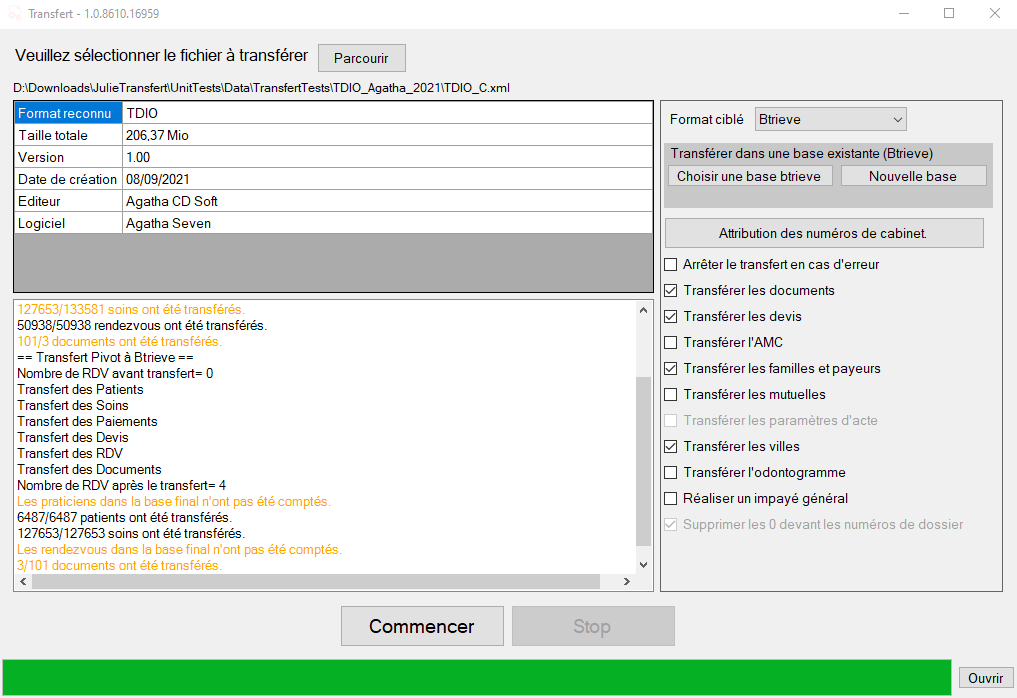 Transfert - 1.0.8610.16959
Veuillez sélectionner le fichier à transférer
Parcourir
D:\Downloads\JulieTransfert\UnitTests\Data\TransfertTests\TDIO_Agatha_2021\TDIO_C.xml
Format reconnu TDIO
Taille totale 206,37 Mio
Version 1.00
Date de création 08/09/2021
Editeur Agatha CD Soft
Logiciel Agatha Seven
127653/133581 soins ont été transférés.
50938/50938 rendezvous ont été transférés.
101/3 documents ont été transférés.
== Transfert Pivot à Btrieve ==
Nombre de RDV avant transfert= 0
Transfert des Patients
Transfert des Soins
Transfert des Paiements
Transfert des Devis
Transfert des RDV
Transfert des Documents
Nombre de RDV après le transfert= 4
Les praticiens dans la base final n'ont pas été comptés.
6487/6487 patients ont été transférés.
127653/127653 soins ont été transférés.
Les rendezvous dans la base final n'ont pas été comptés.
3/101 documents ont été transférés.
Format ciblé Btrieve
Transférer dans une base existante (Btrieve)
Choisir une base btrieve Nouvelle base
Attribution des numéros de cabinet.
Arrêter le transfert en cas d'erreur
Transférer les documents
Transférer les devis
Transférer l'AMC
Transférer les familles et payeurs
Transférer les mutuelles
Transférer les paramètres d'acte
Transférer les villes
Transférer l'odontogramme
Réaliser un impayé général
Supprimer les 0 devant les numéros de dossier
Commencer Stop
Ouvrir